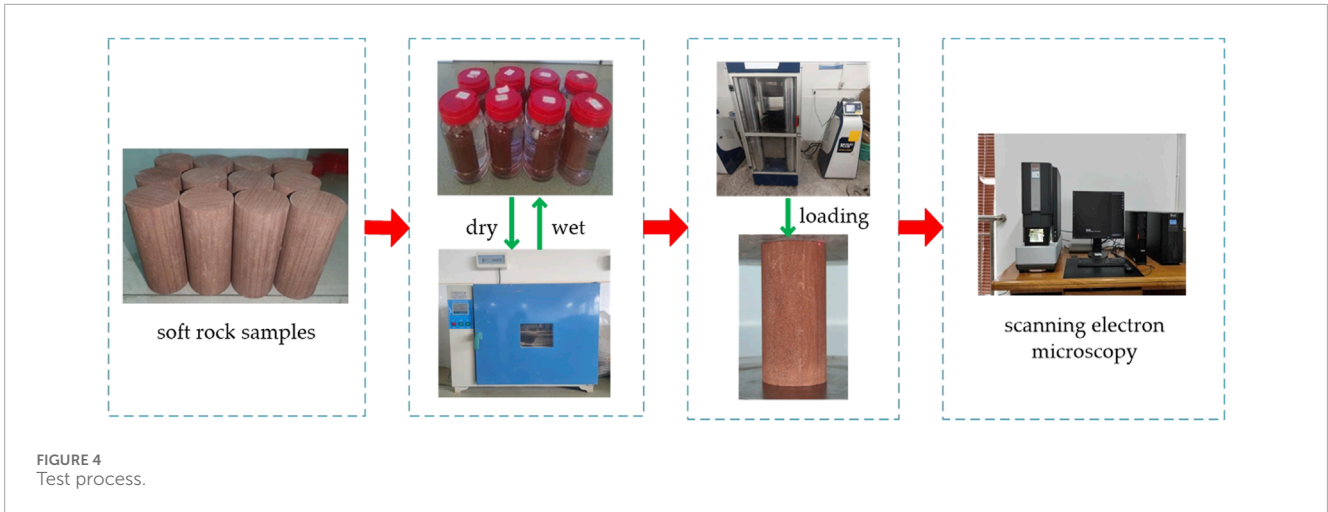 soft rock samples
dry
wet
loading
scanning electron
microscopy
FIGURE 4
Test process.